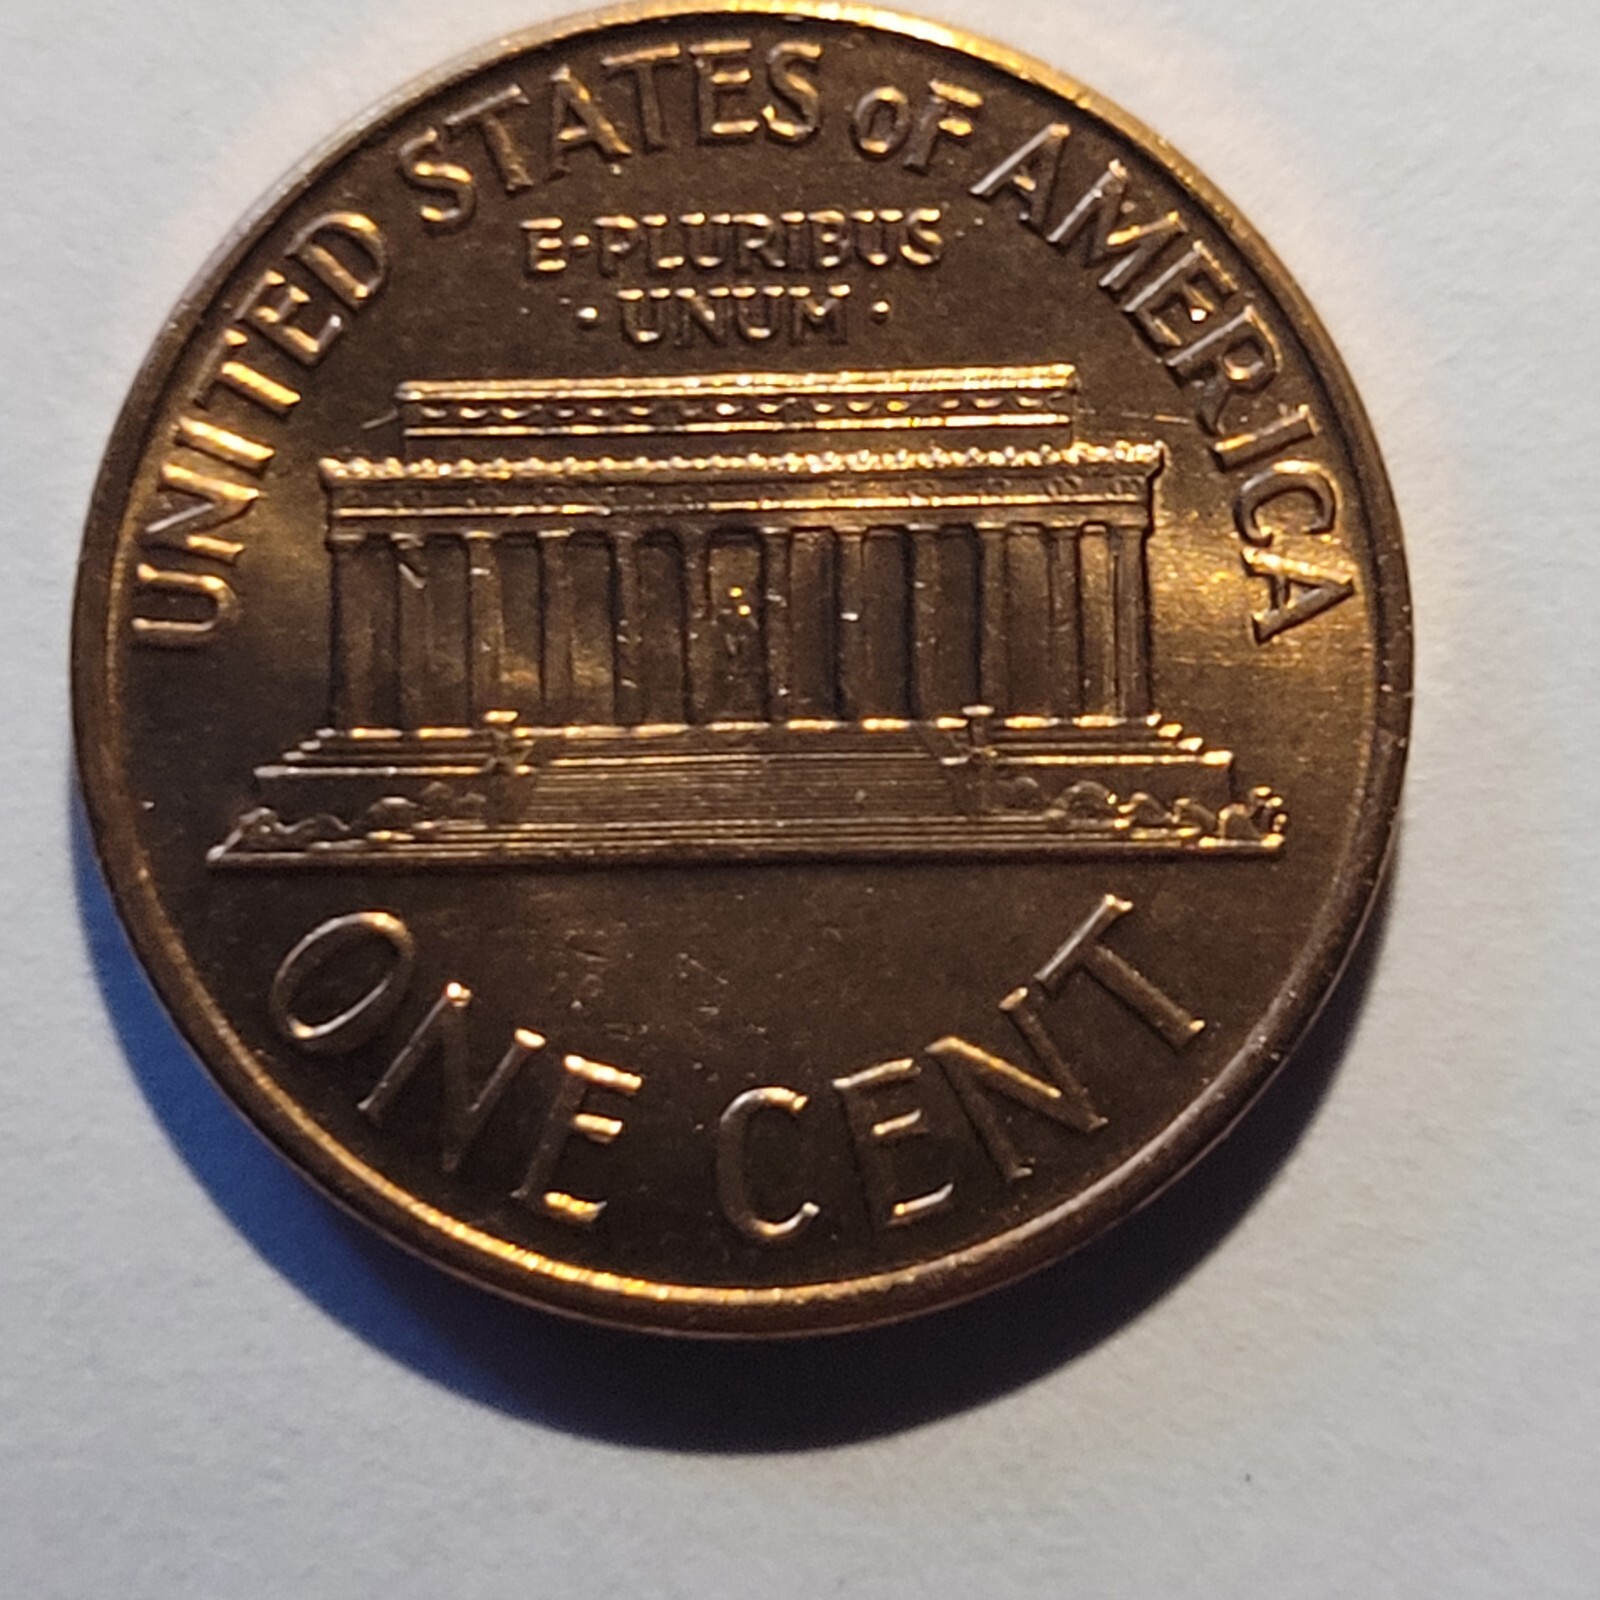 UNITED STATES OF AMERICA
E·PLURIBUS
· UNUM ·
ONE CENT